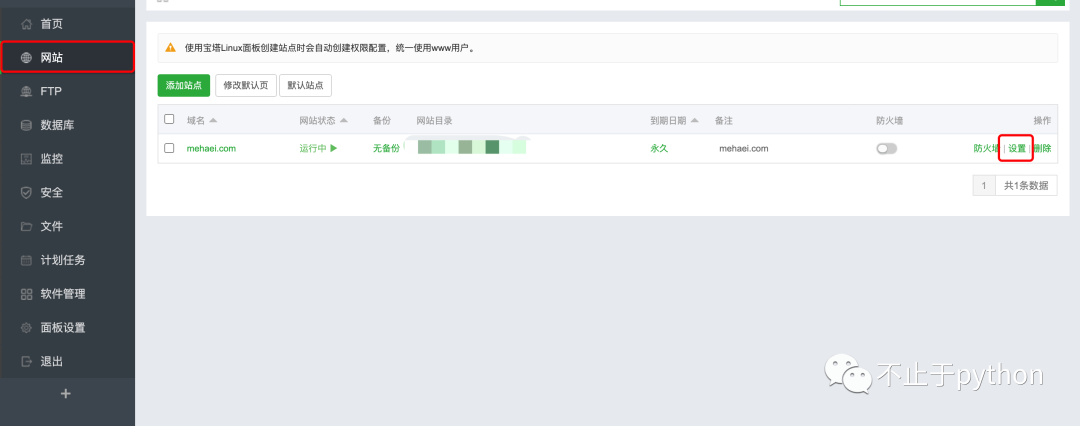 首页
网站
FTP
数据库
监控
安全
文件
计划任务
软件管理
面板设置
退出
+
使用宝塔Linux面板创建站点时会自动创建权限配置，统一使用www用户。
添加站点 修改默认页 默认站点
域名 网站状态 备份 网站目录 到期日期 备注 防火墙 操作
mehaei.com 运行中 无备份 永久 mehaei.com 防火墙 | 设置 | 删除
1 共1条数据
不止于python